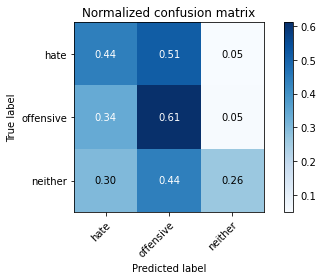 Normalized confusion matrix
True label
hate
0.44 0.51 0.05
offensive
0.34 0.61 0.05
neither
0.30 0.44 0.26
hate offensive neither
Predicted label
0.6
0.5
0.4
0.3
0.2
0.1